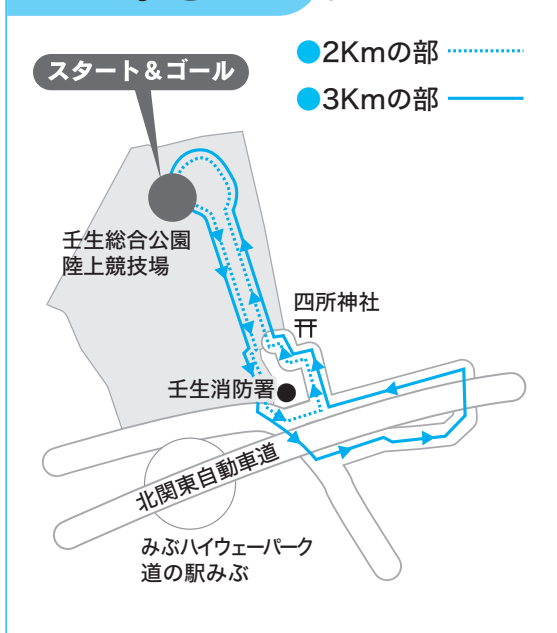 ●2Kmの部
●3Kmの部
スタート&ゴール
壬生総合公園
陸上競技場
四所神社
壬生消防署
北関東自動車道
みぶハイウェーパーク
道の駅みぶ